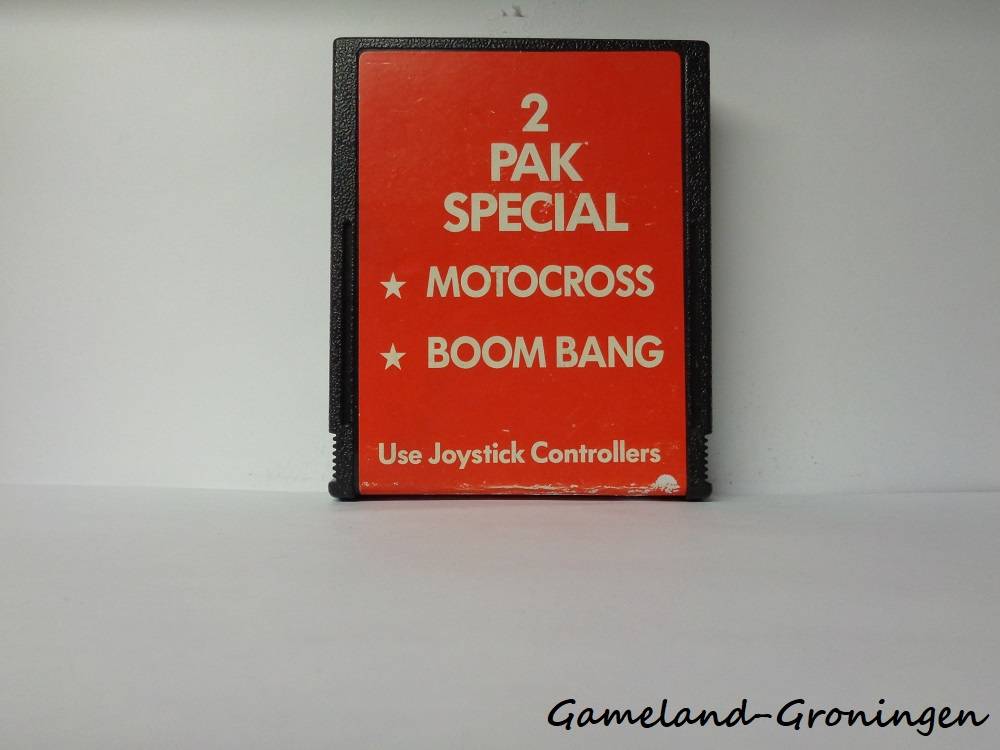 2
PAK
SPECIAL
★ MOTOCROSS
★ BOOM BANG
Use Joystick Controllers
Gameland-Groningen